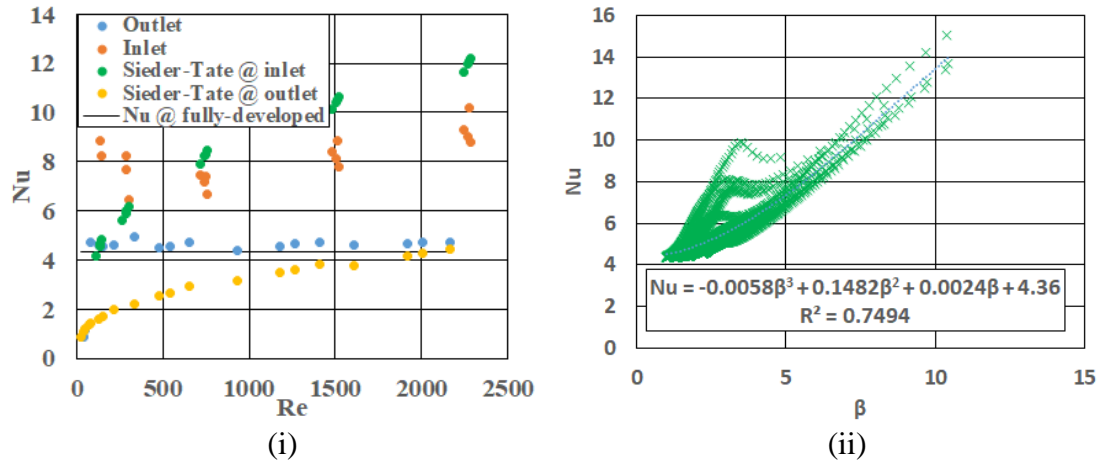 14
12
10
8
6
4
2
0
Nu
Outlet
Inlet
Sieder-Tate @ inlet
Sieder-Tate @ outlet
Nu @ fully-developed
0 500 1000 1500 2000 2500
Re
(i)
16
14
12
10
8
6
4
2
0
Nu
Nu = -0.0058β³ + 0.1482β² + 0.0024β + 4.36
R² = 0.7494
0 5 10 15
β
(ii)